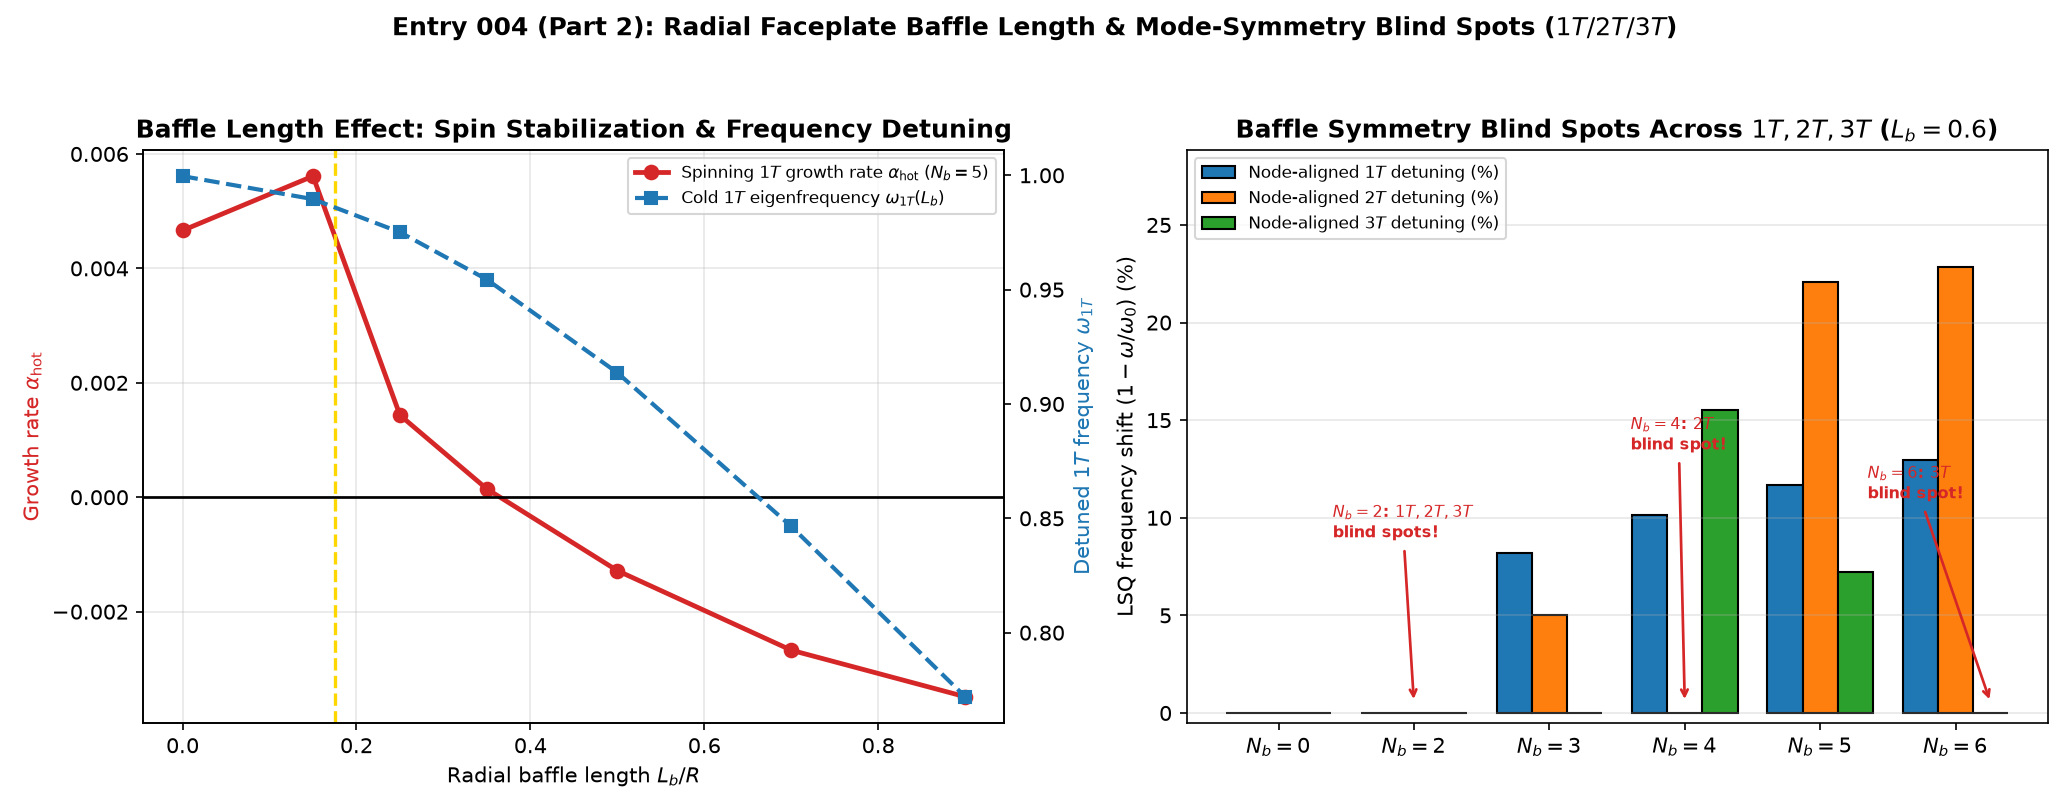 Entry 004 (Part 2): Radial Faceplate Baffle Length & Mode-Symmetry Blind Spots (1T/2T/3T)
Baffle Length Effect: Spin Stabilization & Frequency Detuning
Spinning 1T growth rate α_hot (N_b = 5)
Cold 1T eigenfrequency ω_1T(L_b)
Growth rate α_hot
0.006
0.004
0.002
0.000
−0.002
1.00
0.95
0.90
0.85
0.80
Detuned 1T frequency ω_1T
0.0
0.2
0.4
0.6
0.8
Radial baffle length L_b/R
Baffle Symmetry Blind Spots Across 1T, 2T, 3T (L_b = 0.6)
Node-aligned 1T detuning (%)
Node-aligned 2T detuning (%)
Node-aligned 3T detuning (%)
LSQ frequency shift (1 − ω/ω_0) (%)
25
20
15
10
5
0
N_b = 2: 1T, 2T, 3T
blind spots!
N_b = 4: 2T
blind spot!
N_b = 6: 3T
blind spot!
N_b = 0
N_b = 2
N_b = 3
N_b = 4
N_b = 5
N_b = 6